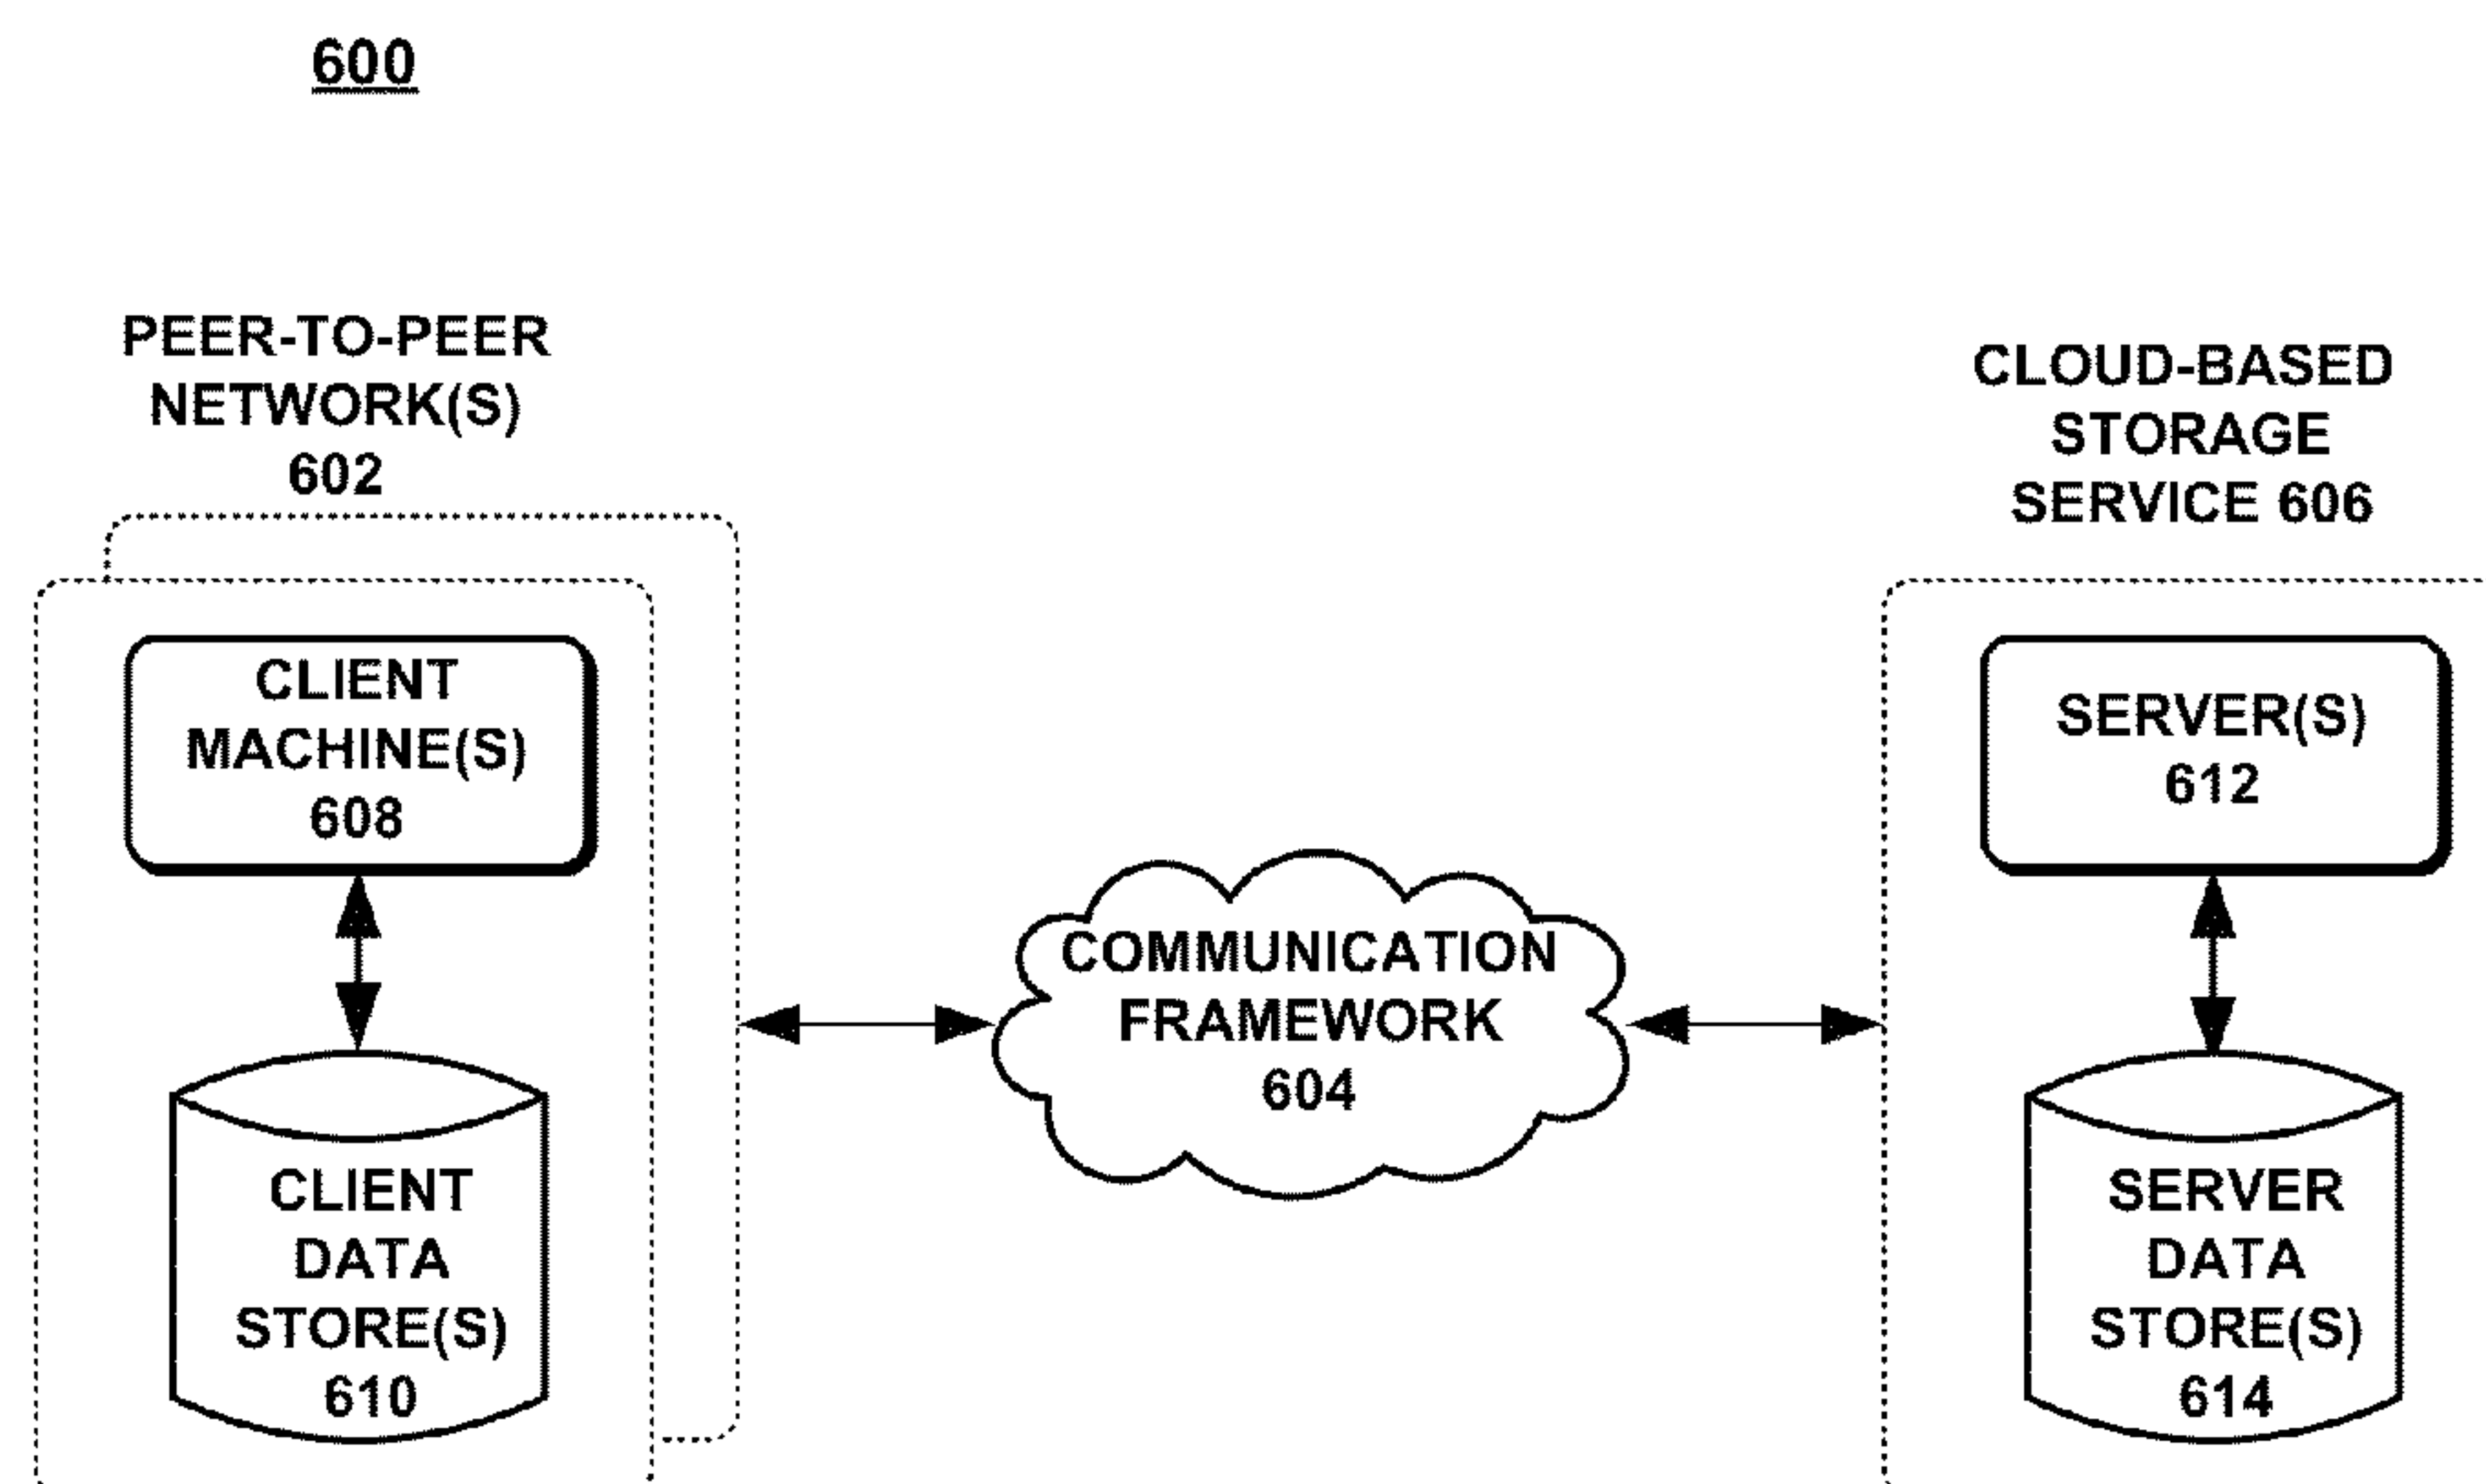 600
PEER-TO-PEER
NETWORK(S)
602
CLOUD-BASED
STORAGE
SERVICE 606
CLIENT
MACHINE(S)
608
SERVER(S)
612
COMMUNICATION
FRAMEWORK
604
CLIENT
DATA
STORE(S)
610
SERVER
DATA
STORE(S)
614